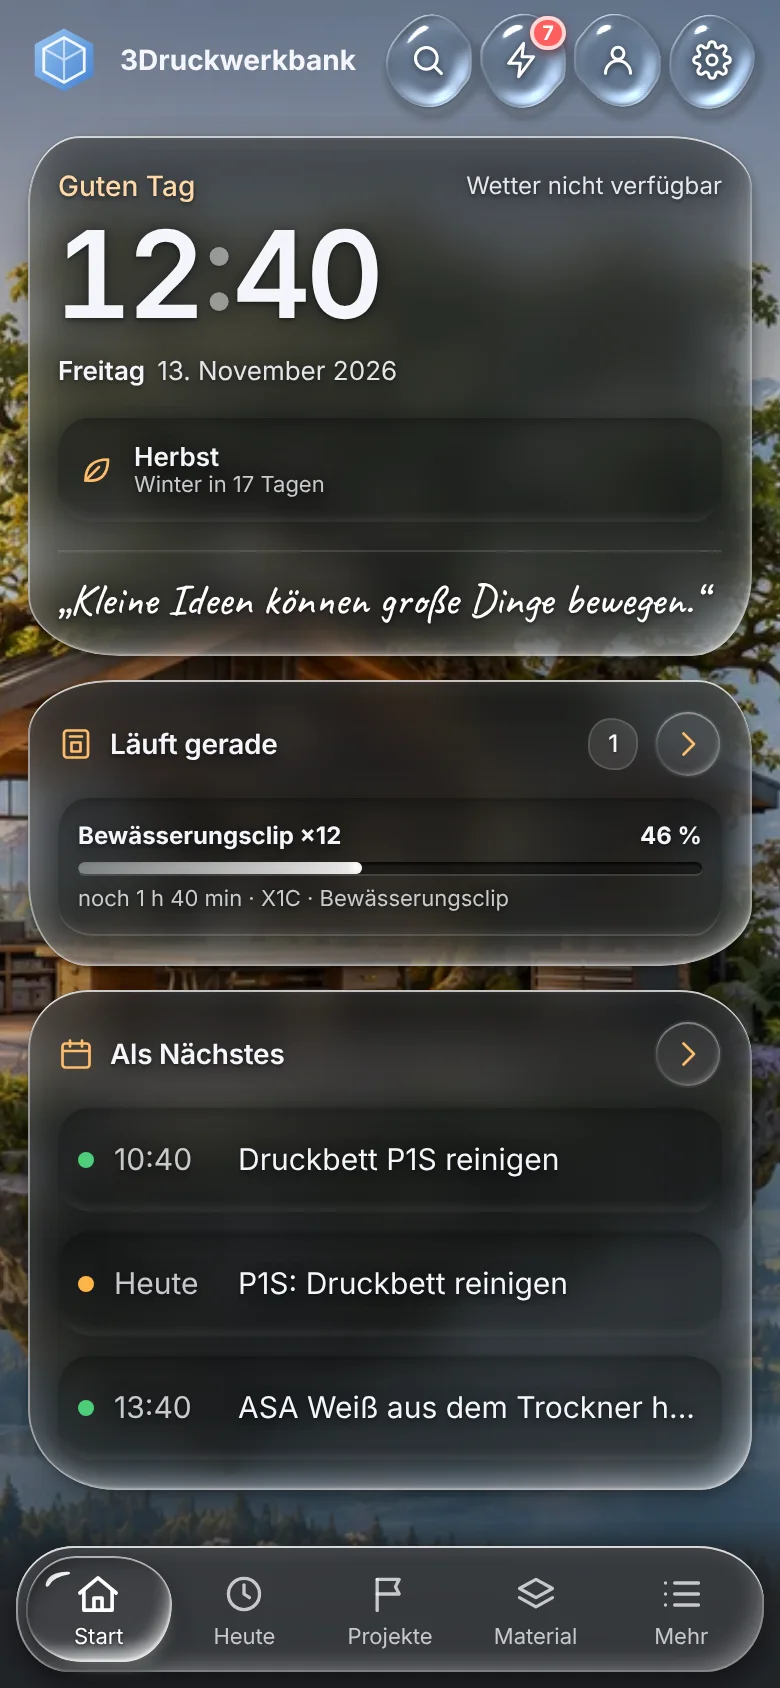 3Druckwerkbank
7
Guten Tag
Wetter nicht verfügbar
12:40
Freitag 13. November 2026
Herbst
Winter in 17 Tagen
„Kleine Ideen können große Dinge bewegen.“
Läuft gerade
1
Bewässerungsclip ×12
46 %
noch 1 h 40 min · X1C · Bewässerungsclip
Als Nächstes
10:40 Druckbett P1S reinigen
Heute P1S: Druckbett reinigen
13:40 ASA Weiß aus dem Trockner h...
Start
Heute
Projekte
Material
Mehr